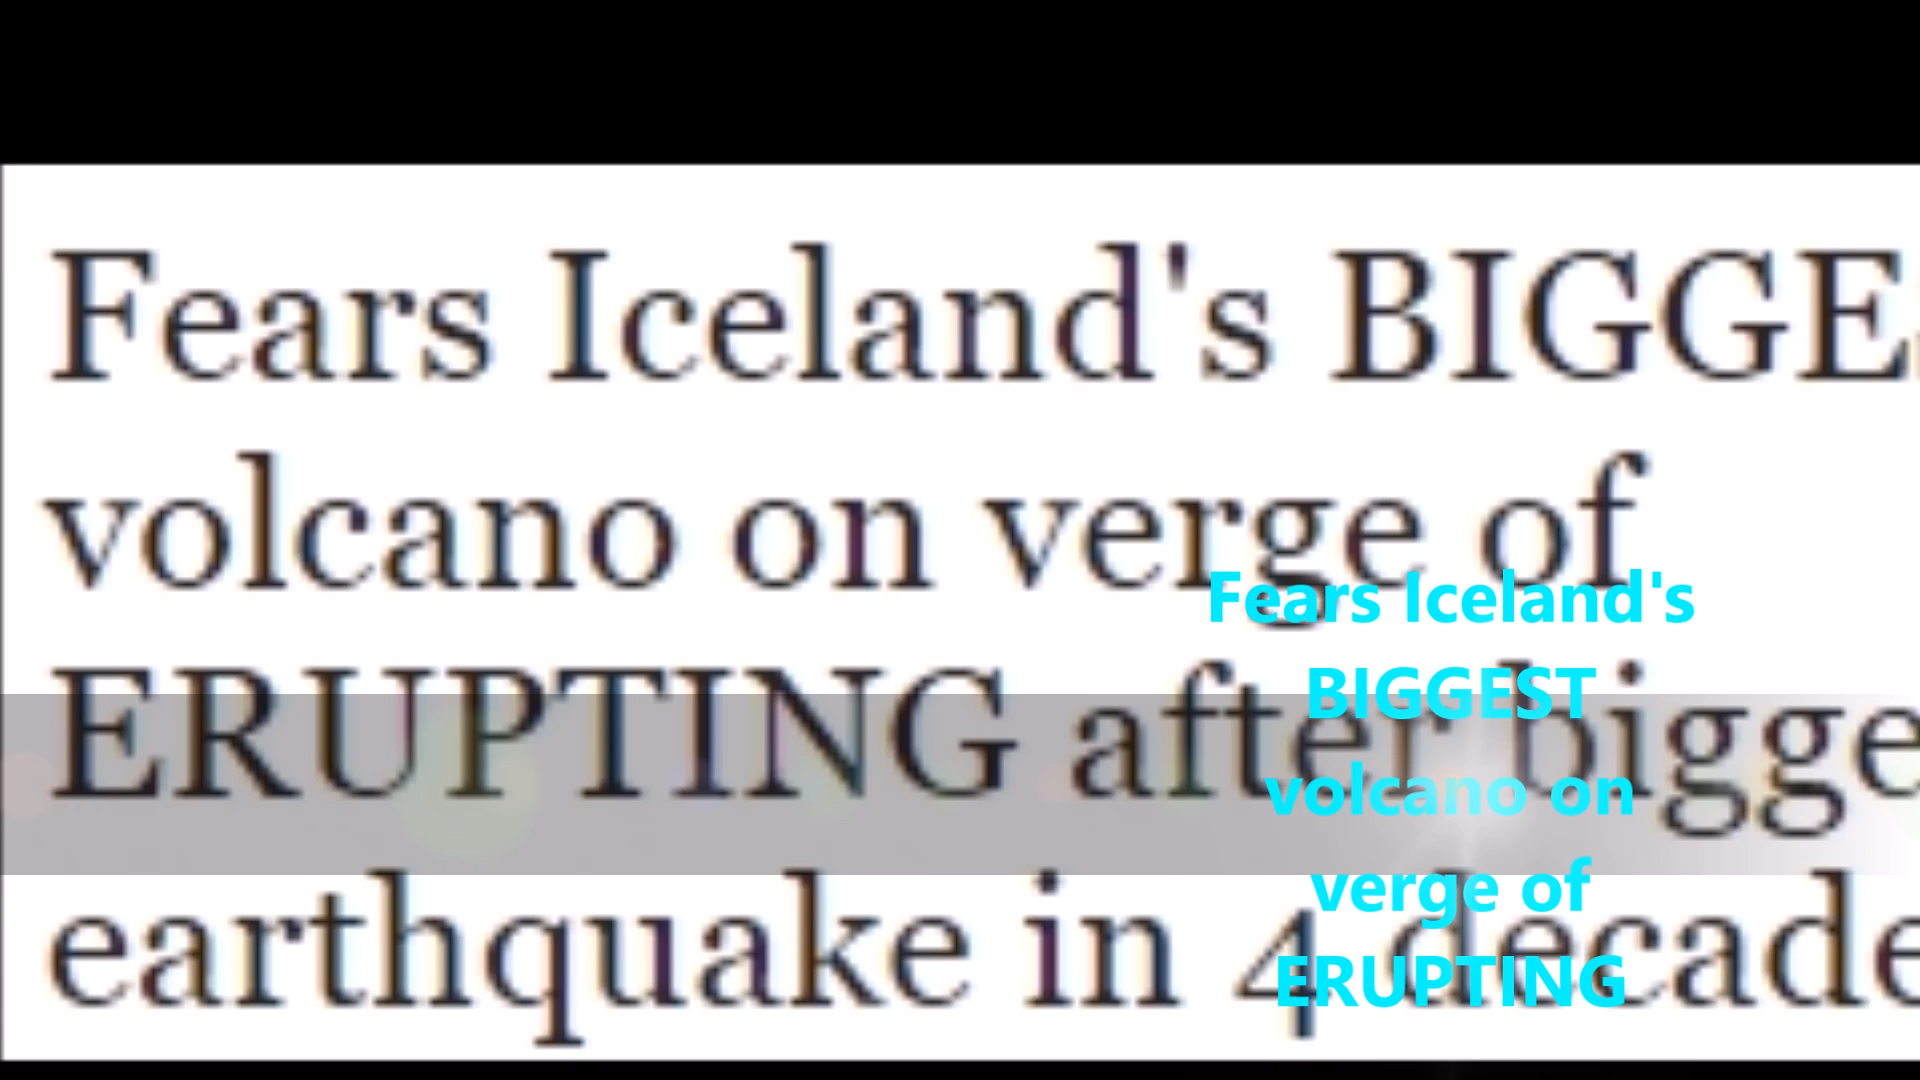 Fears Iceland's BIGGE
volcano on verge of
ERUPTING after bigge
earthquake in 4 decade
Fears Iceland's
BIGGEST
volcano on
verge of
ERUPTING